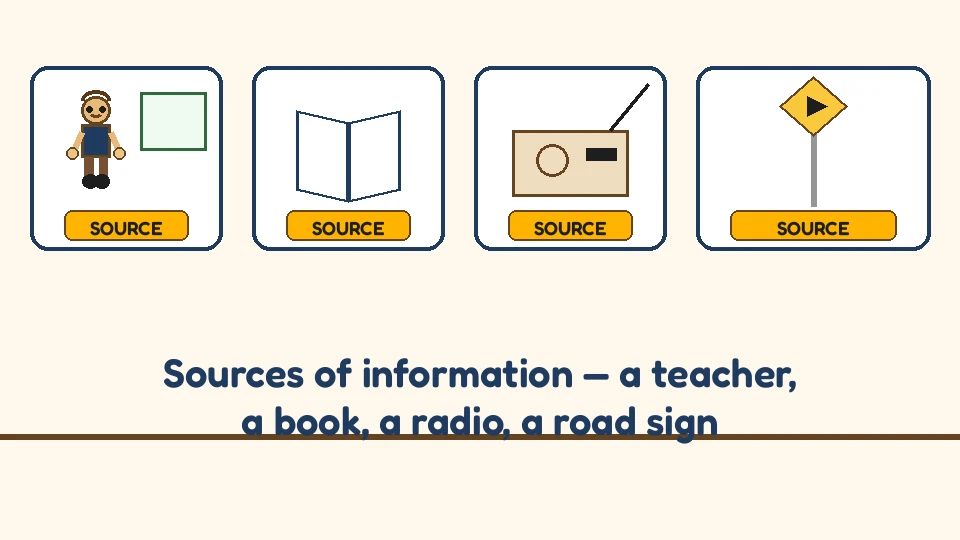 SOURCE
SOURCE
SOURCE
SOURCE
Sources of information — a teacher,
a book, a radio, a road sign